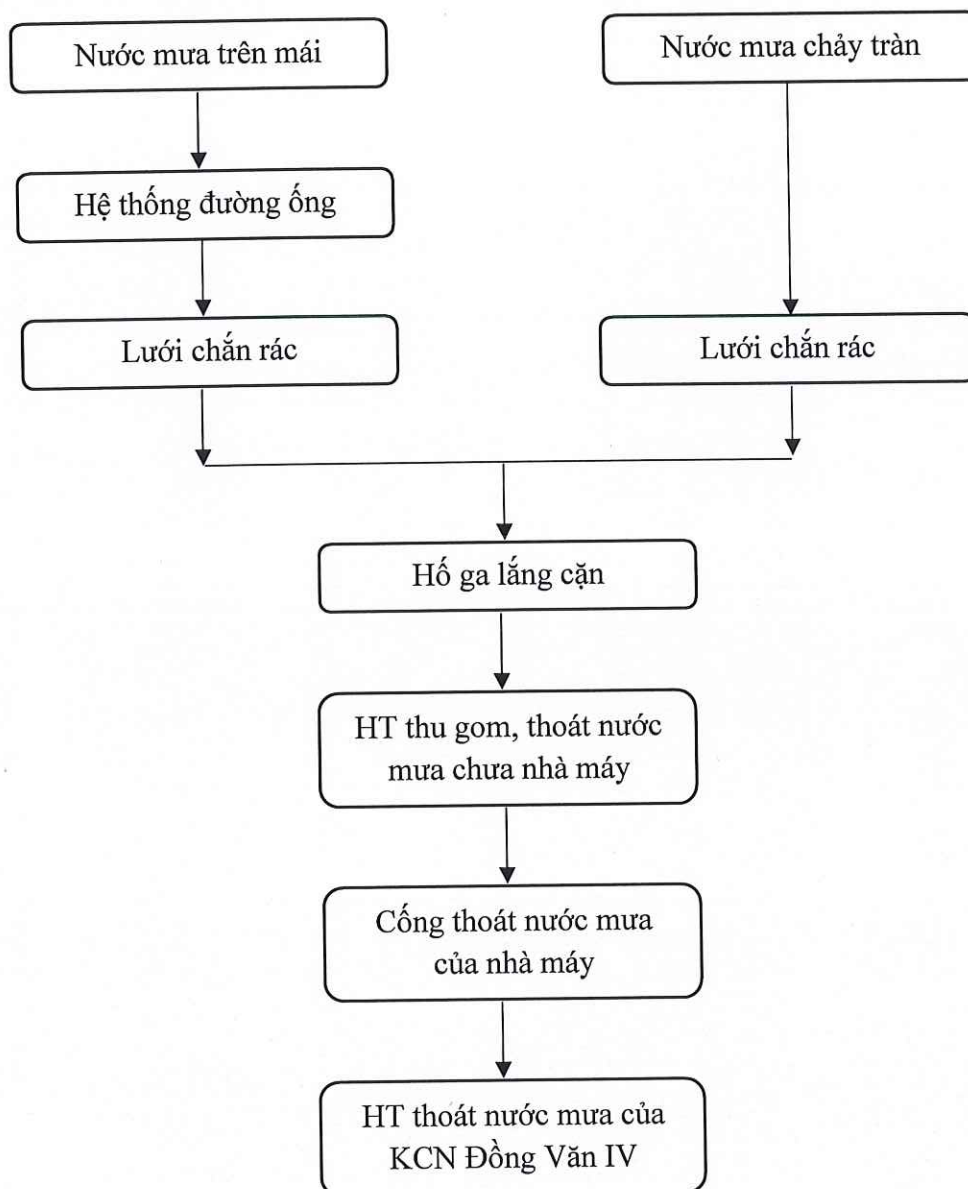 Nước mưa trên mái
Nước mưa chảy tràn
Hệ thống đường ống
Lưới chắn rác
Lưới chắn rác
Hố ga lắng cặn
HT thu gom, thoát nước
mưa chưa nhà máy
Cống thoát nước mưa
của nhà máy
HT thoát nước mưa của
KCN Đồng Văn IV